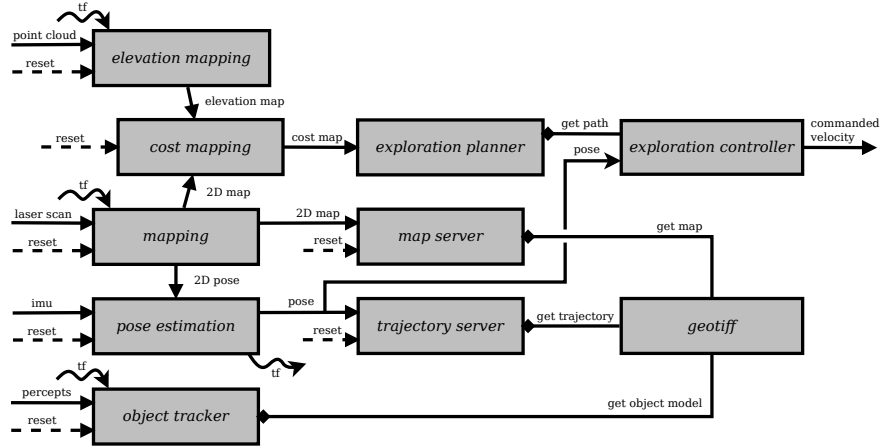 tf
point cloud
reset
elevation mapping
elevation map
reset
cost mapping
cost map
exploration planner
get path
exploration controller
commanded
velocity
pose
tf
2D map
laser scan
reset
mapping
2D map
reset
map server
get map
2D pose
imu
reset
pose estimation
pose
reset
trajectory server
get trajectory
geotiff
tf
tf
percepts
reset
object tracker
get object model